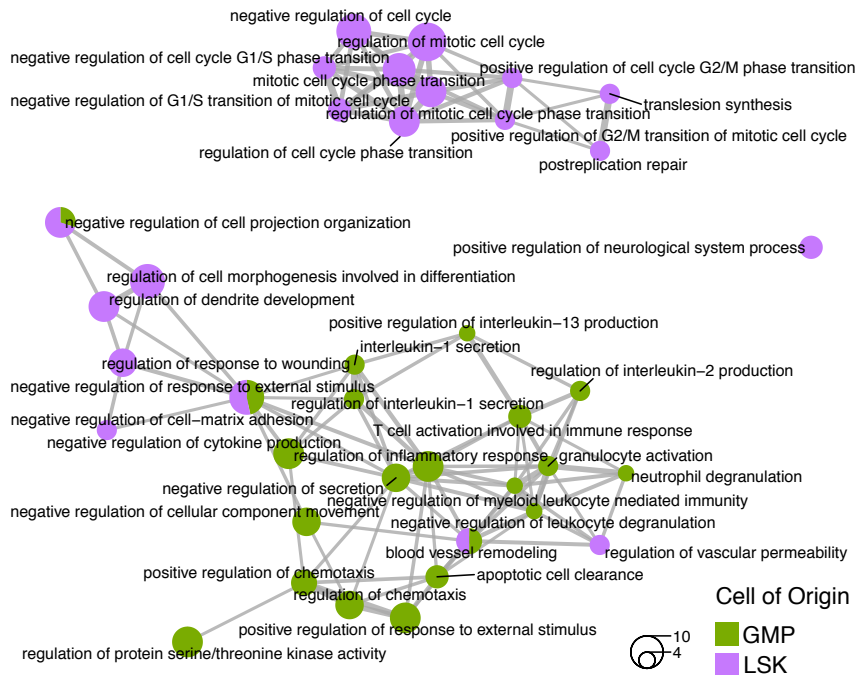 negative regulation of cell cycle
regulation of mitotic cell cycle
negative regulation of cell cycle G1/S phase transition
positive regulation of cell cycle G2/M phase transition
mitotic cell cycle phase transition
negative regulation of G1/S transition of mitotic cell cycle
translesion synthesis
regulation of mitotic cell cycle phase transition
positive regulation of G2/M transition of mitotic cell cycle
regulation of cell cycle phase transition
postreplication repair
negative regulation of cell projection organization
positive regulation of neurological system process
regulation of cell morphogenesis involved in differentiation
regulation of dendrite development
positive regulation of interleukin−13 production
interleukin−1 secretion
regulation of response to wounding
regulation of interleukin−2 production
negative regulation of response to external stimulus
regulation of interleukin−1 secretion
negative regulation of cell−matrix adhesion
T cell activation involved in immune response
negative regulation of cytokine production
regulation of inflammatory response
granulocyte activation
neutrophil degranulation
negative regulation of secretion
negative regulation of myeloid leukocyte mediated immunity
negative regulation of cellular component movement
negative regulation of leukocyte degranulation
blood vessel remodeling
regulation of vascular permeability
positive regulation of chemotaxis
apoptotic cell clearance
regulation of chemotaxis
positive regulation of response to external stimulus
regulation of protein serine/threonine kinase activity
Cell of Origin
10
4
GMP
LSK